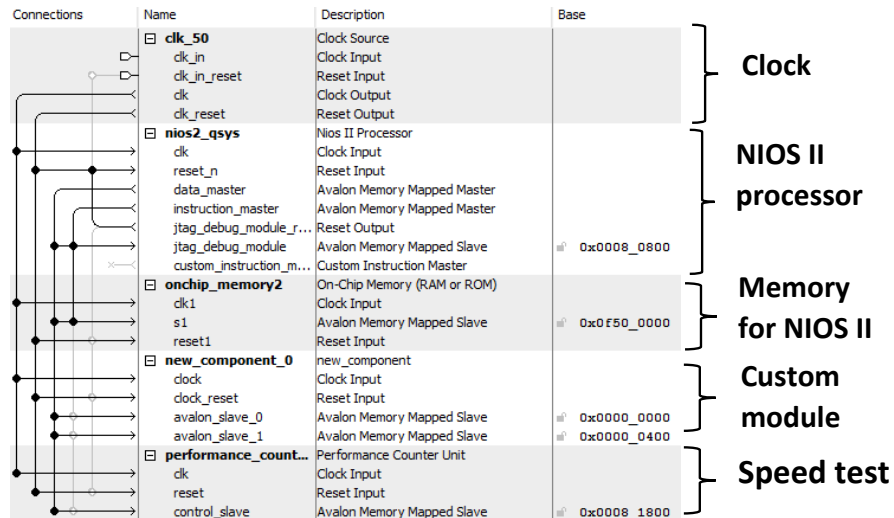 Connections Name Description Base
clk_50 Clock Source
clk_in Clock Input
clk_in_reset Reset Input
clk Clock Output
clk_reset Reset Output
Clock
nios2_qsys Nios II Processor
clk Clock Input
reset_n Reset Input
data_master Avalon Memory Mapped Master
instruction_master Avalon Memory Mapped Master
jtag_debug_module_r... Reset Output
jtag_debug_module Avalon Memory Mapped Slave 0x0008_0800
custom_instruction_m... Custom Instruction Master
NIOS II
processor
onchip_memory2 On-Chip Memory (RAM or ROM)
clk1 Clock Input
s1 Avalon Memory Mapped Slave 0x0f50_0000
reset1 Reset Input
Memory
for NIOS II
new_component_0 new_component
clock Clock Input
clock_reset Reset Input
avalon_slave_0 Avalon Memory Mapped Slave 0x0000_0000
avalon_slave_1 Avalon Memory Mapped Slave 0x0000_0400
Custom
module
performance_count... Performance Counter Unit
clk Clock Input
reset Reset Input
control_slave Avalon Memory Mapped Slave 0x0008_1800
Speed test